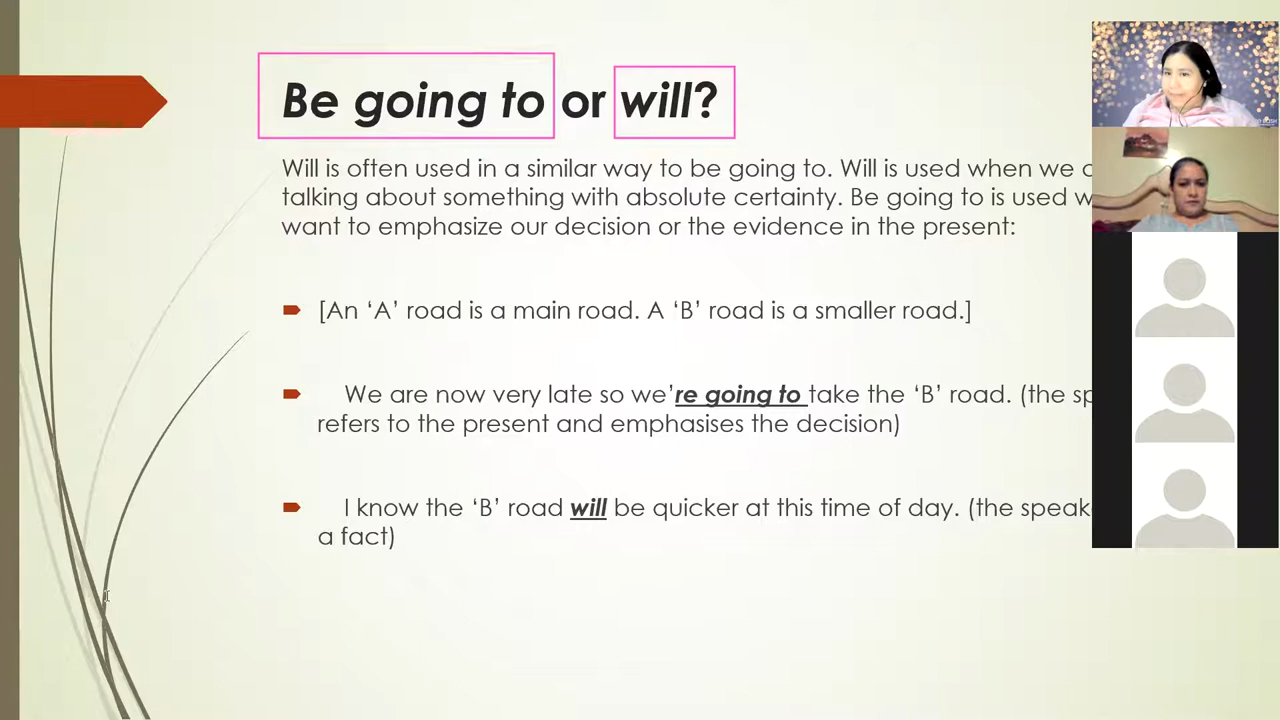 Be going to or will?
Will is often used in a similar way to be going to. Will is used when we
talking about something with absolute certainty. Be going to is used
want to emphasize our decision or the evidence in the present:
[An ‘A’ road is a main road. A ‘B’ road is a smaller road.]
We are now very late so we’re going to take the ‘B’ road. (the
refers to the present and emphasises the decision)
I know the ‘B’ road will be quicker at this time of day. (the
a fact)